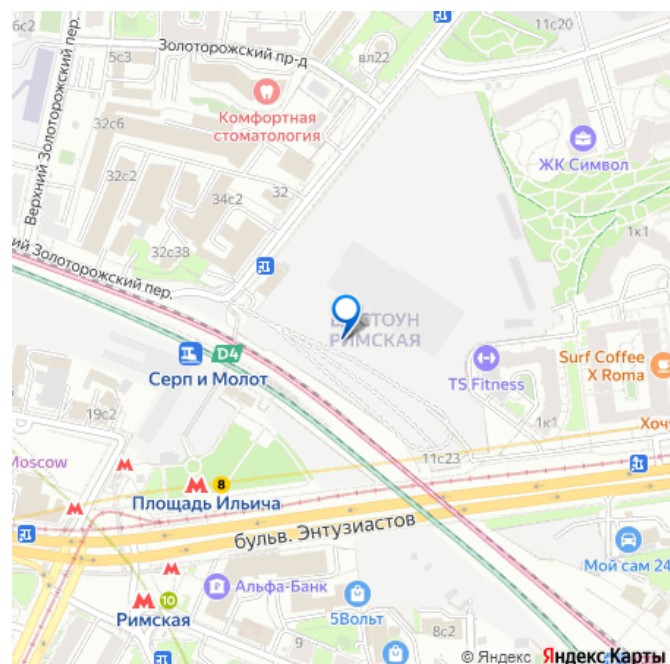 6с2
11с20
Золоторожский пр-д
вл22
5с3
Верхний Золоторожский пер.
32с6
Комфортная
стоматология
ЖК Символ
32с2
34с2
32
1к1
32с38
ий Золоторожский пер.
РИМСКАЯ
D4
Серп и Молот
TS Fitness
Surf Coffee
X Roma
19с2
1к1
Хочу
Moscow
11с23
8
Площадь Ильича
бульв. Энтузиастов
Мой сам 24
Альфа-Банк
10
Римская
5Вольт
9
8с2
© Яндекс Яндекс Карты